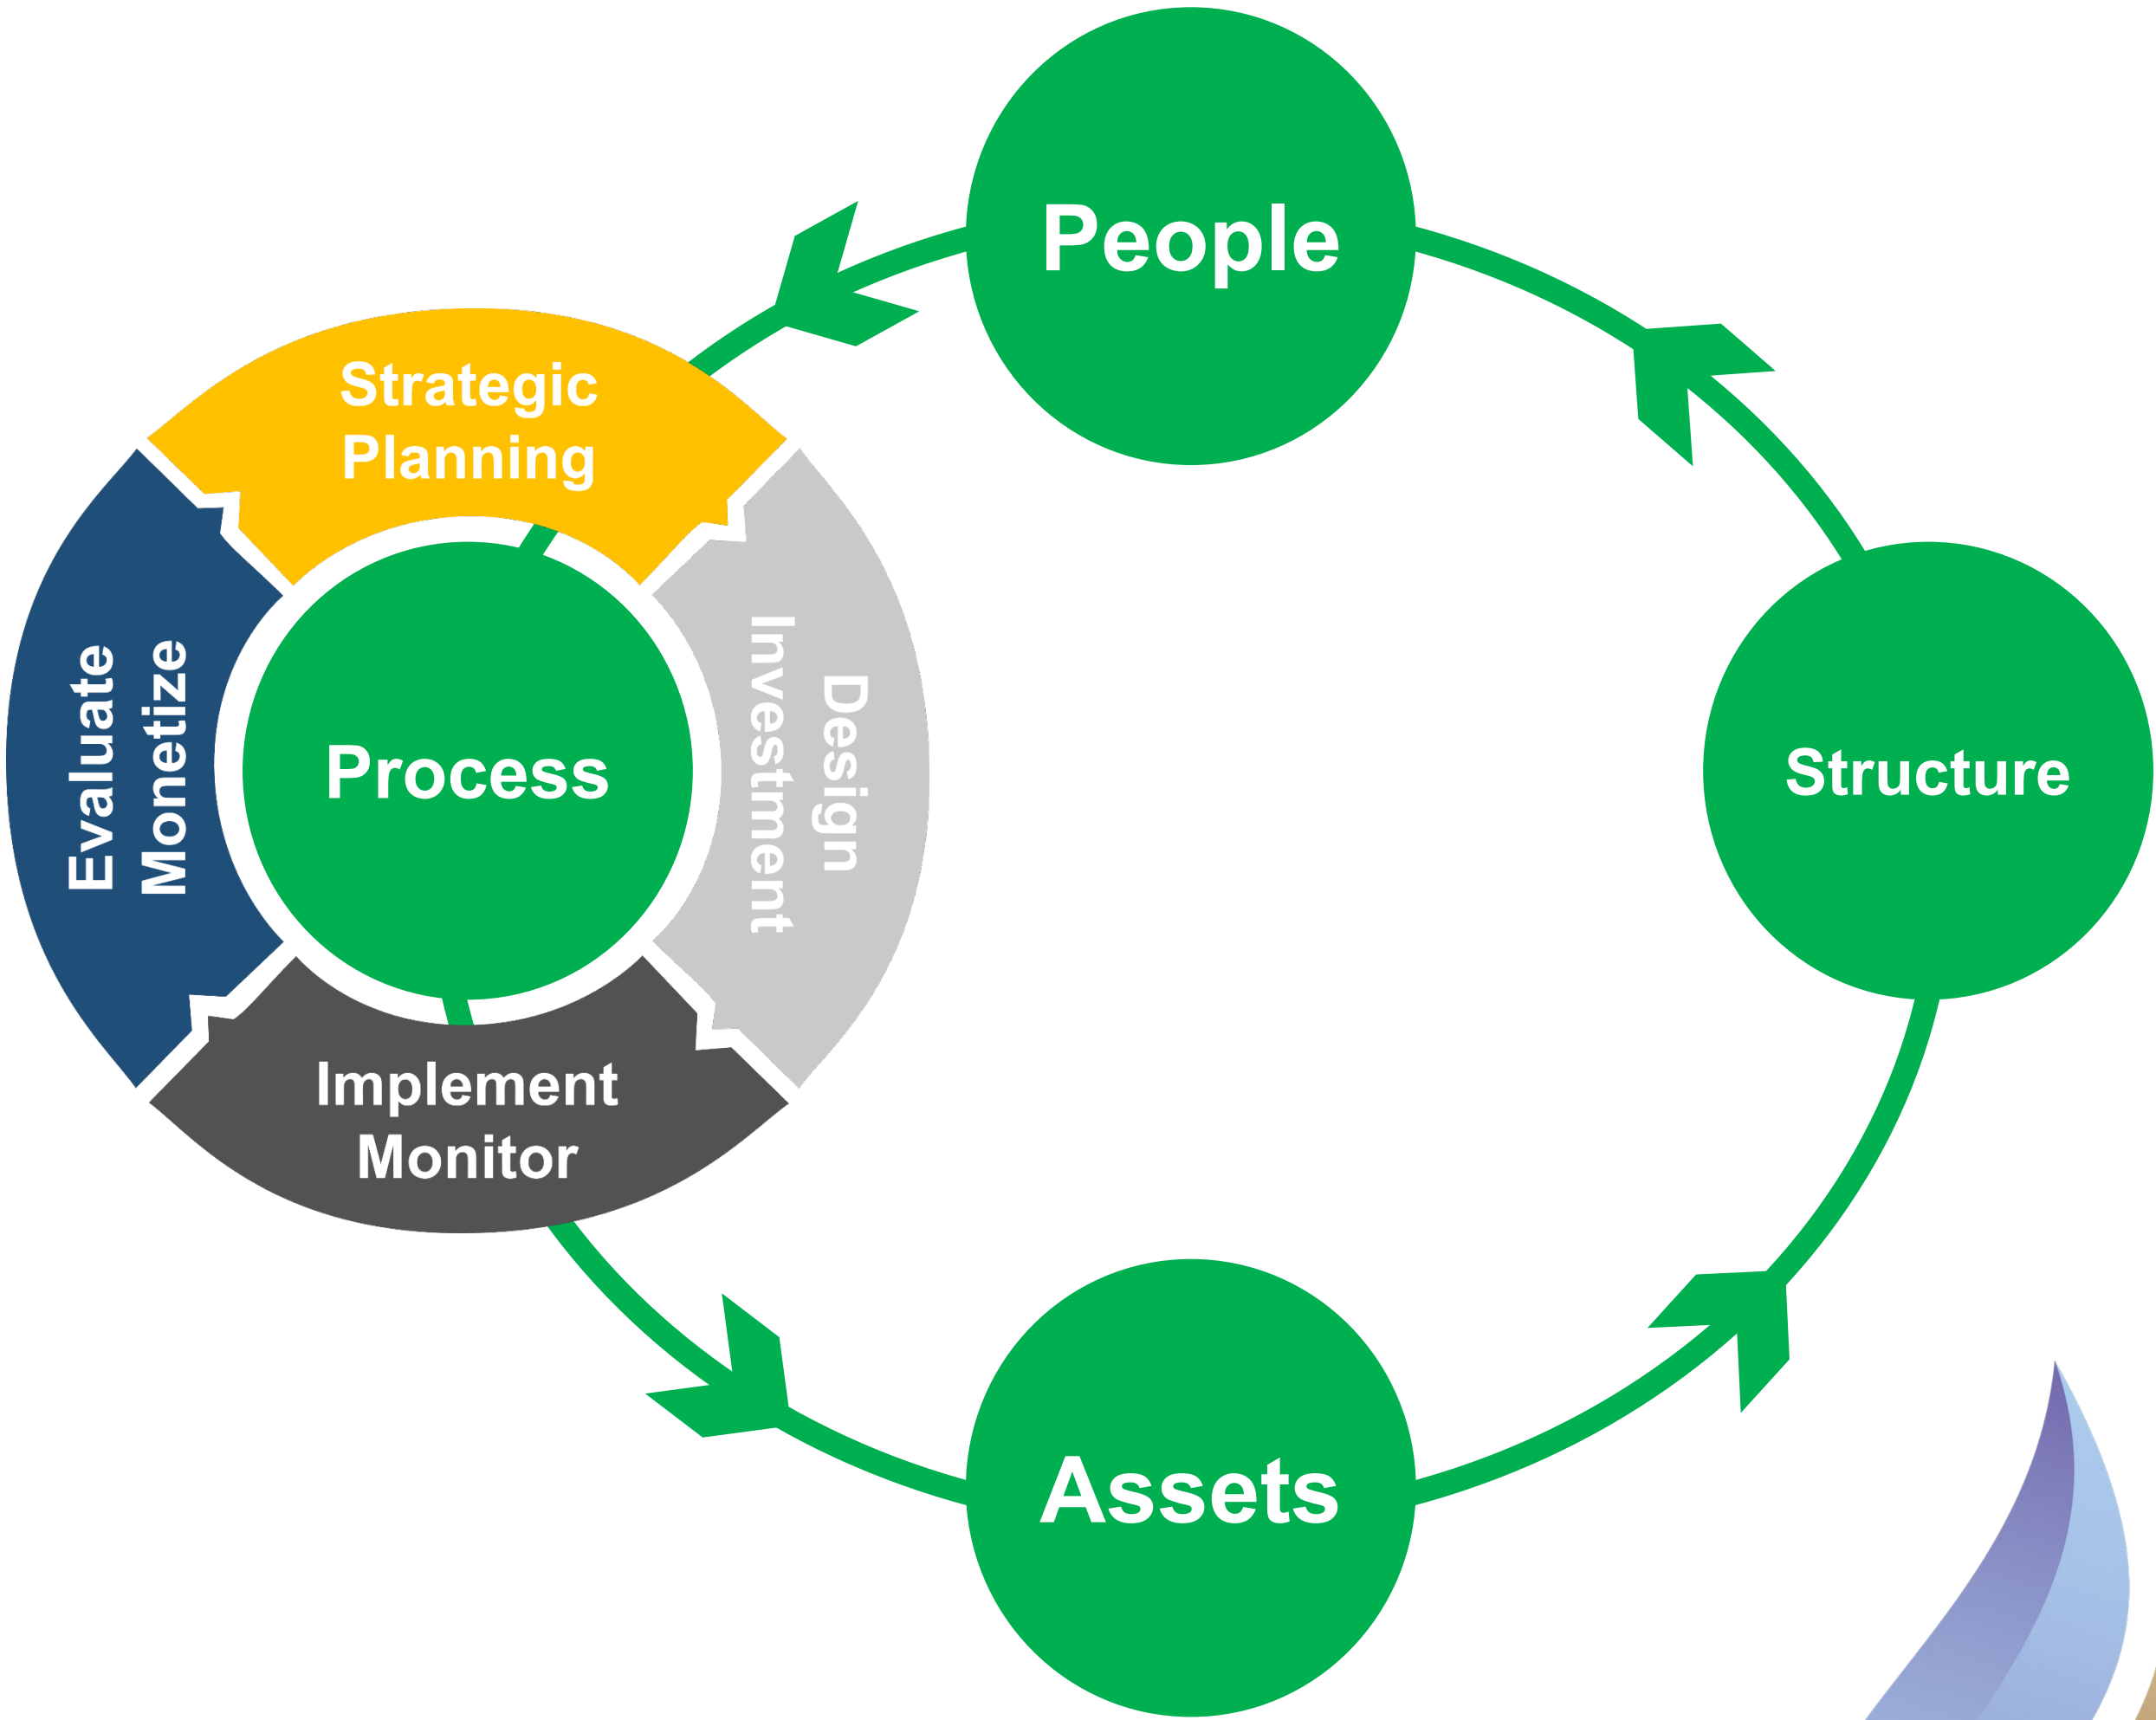 People
Strategic
Planning
Evaluate
Monetize
Process
Design
Investment
Structure
Implement
Monitor
Assets